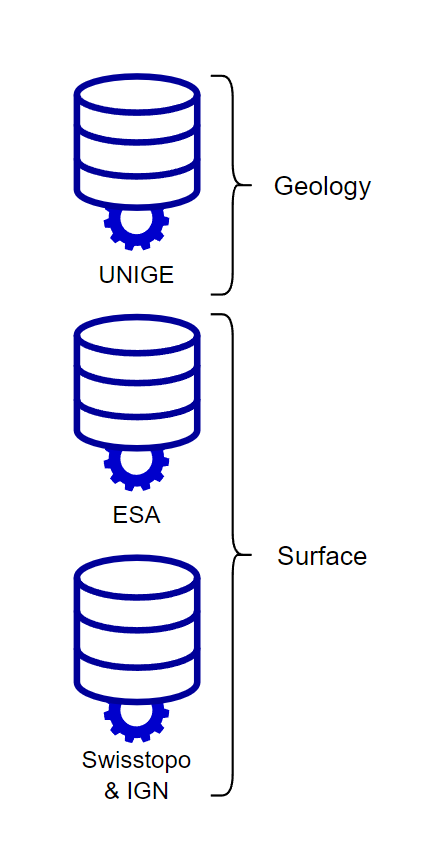 UNIGE
Geology
ESA
Surface
Swisstopo
& IGN